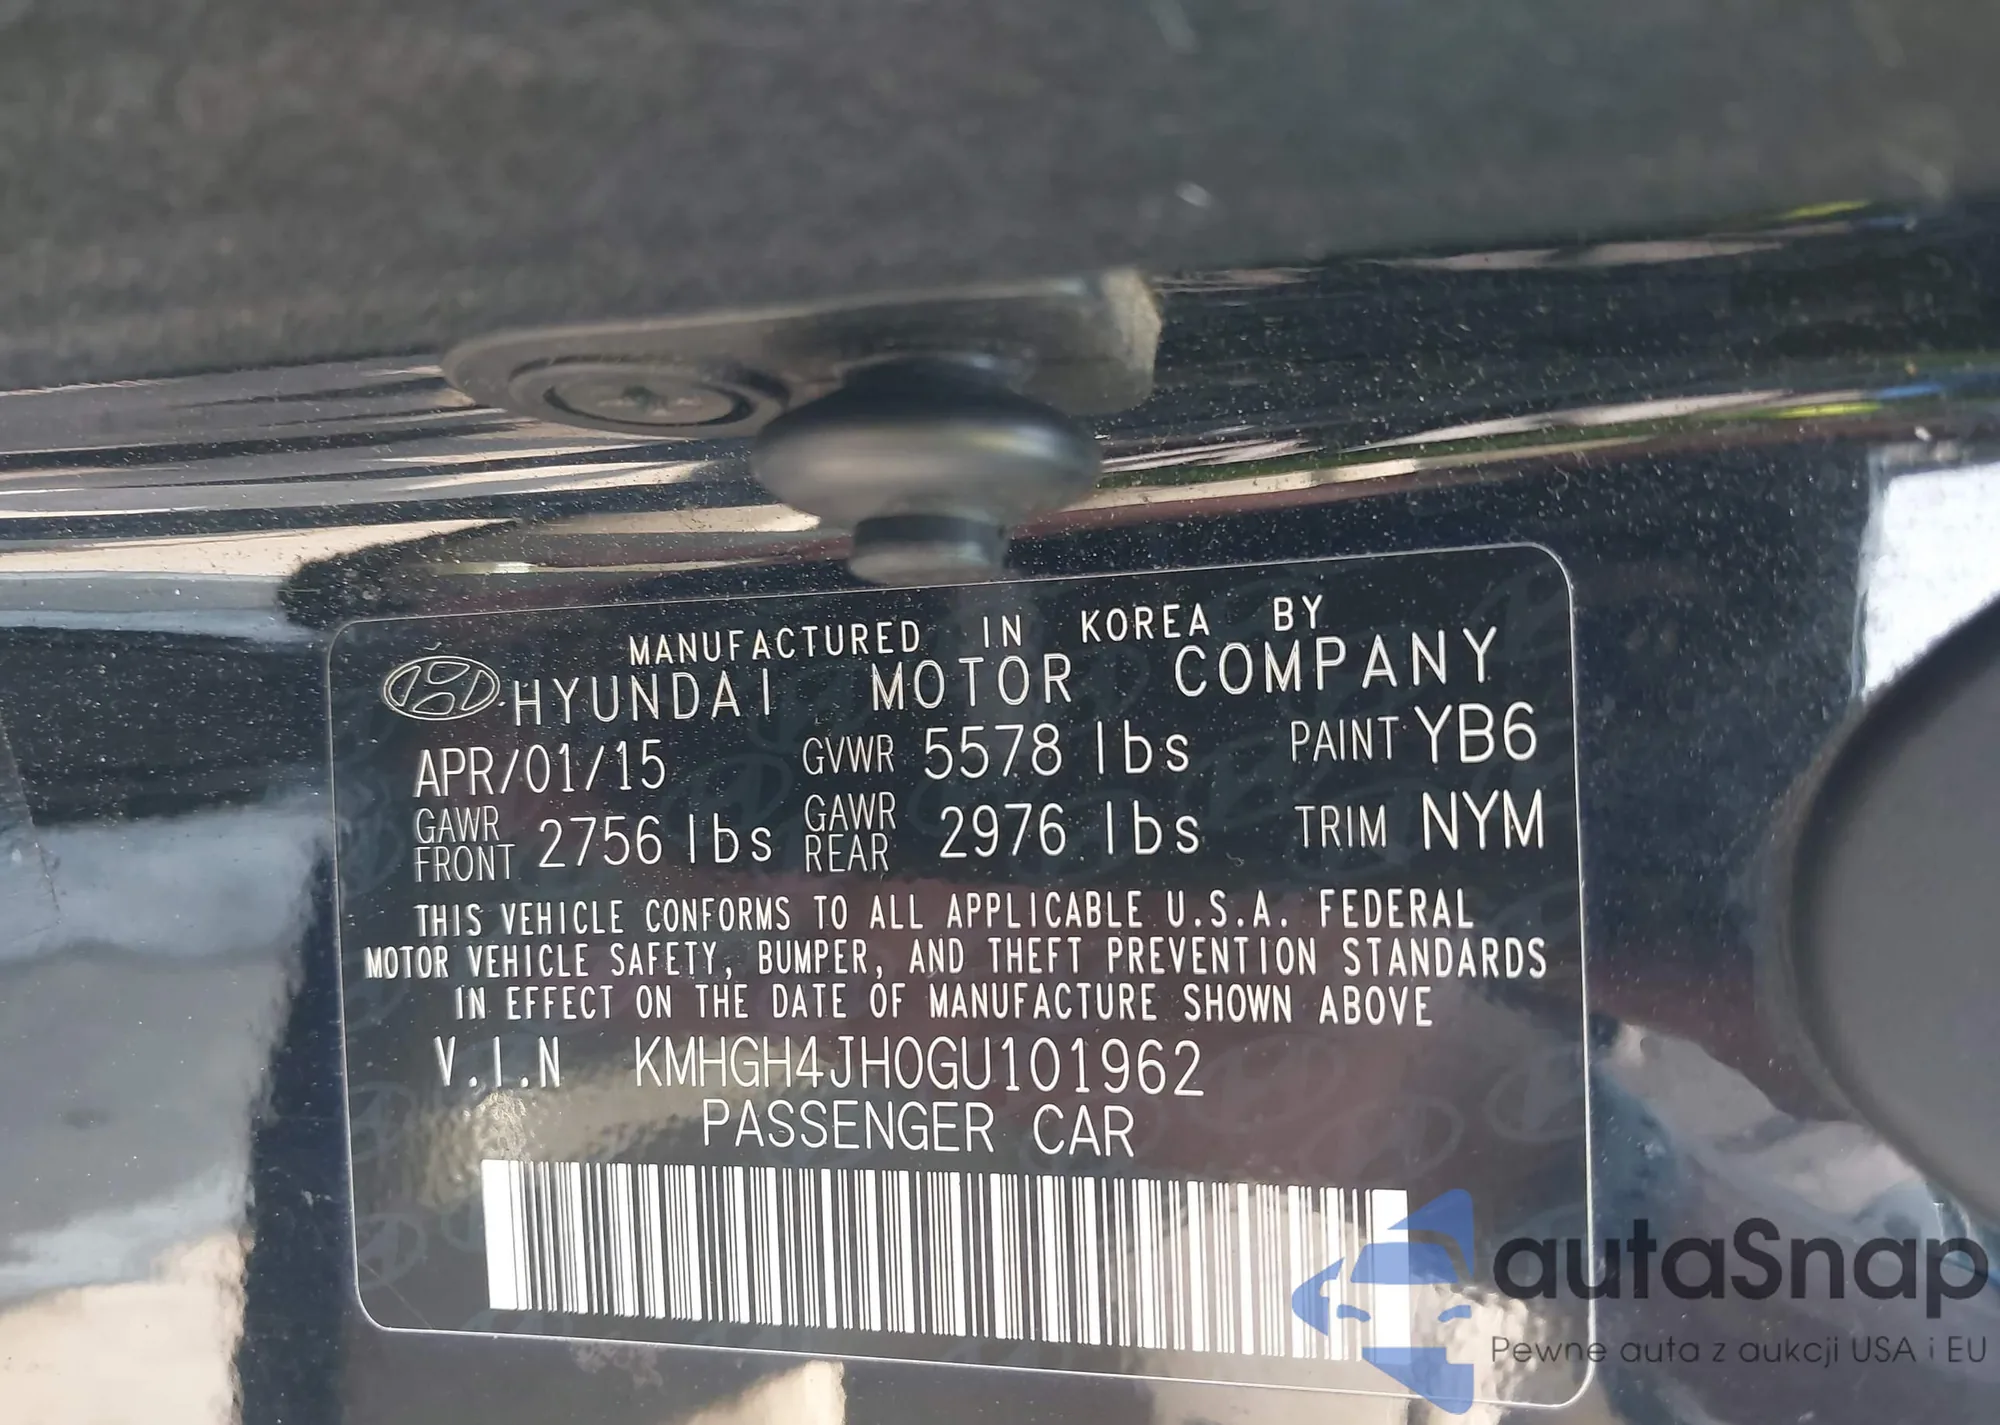 MANUFACTURED IN KOREA BY
HYUNDAI MOTOR COMPANY
APR/01/15 GVWR 5578 lbs PAINT YB6
GAWR FRONT 2756 lbs GAWR REAR 2976 lbs TRIM NYM
THIS VEHICLE CONFORMS TO ALL APPLICABLE U.S.A. FEDERAL
MOTOR VEHICLE SAFETY, BUMPER, AND THEFT PREVENTION STANDARDS
IN EFFECT ON THE DATE OF MANUFACTURE SHOWN ABOVE
V.I.N KMHGH4JH0GU101962
PASSENGER CAR
autaSnap
Pewne auta z aukcji USA i EU